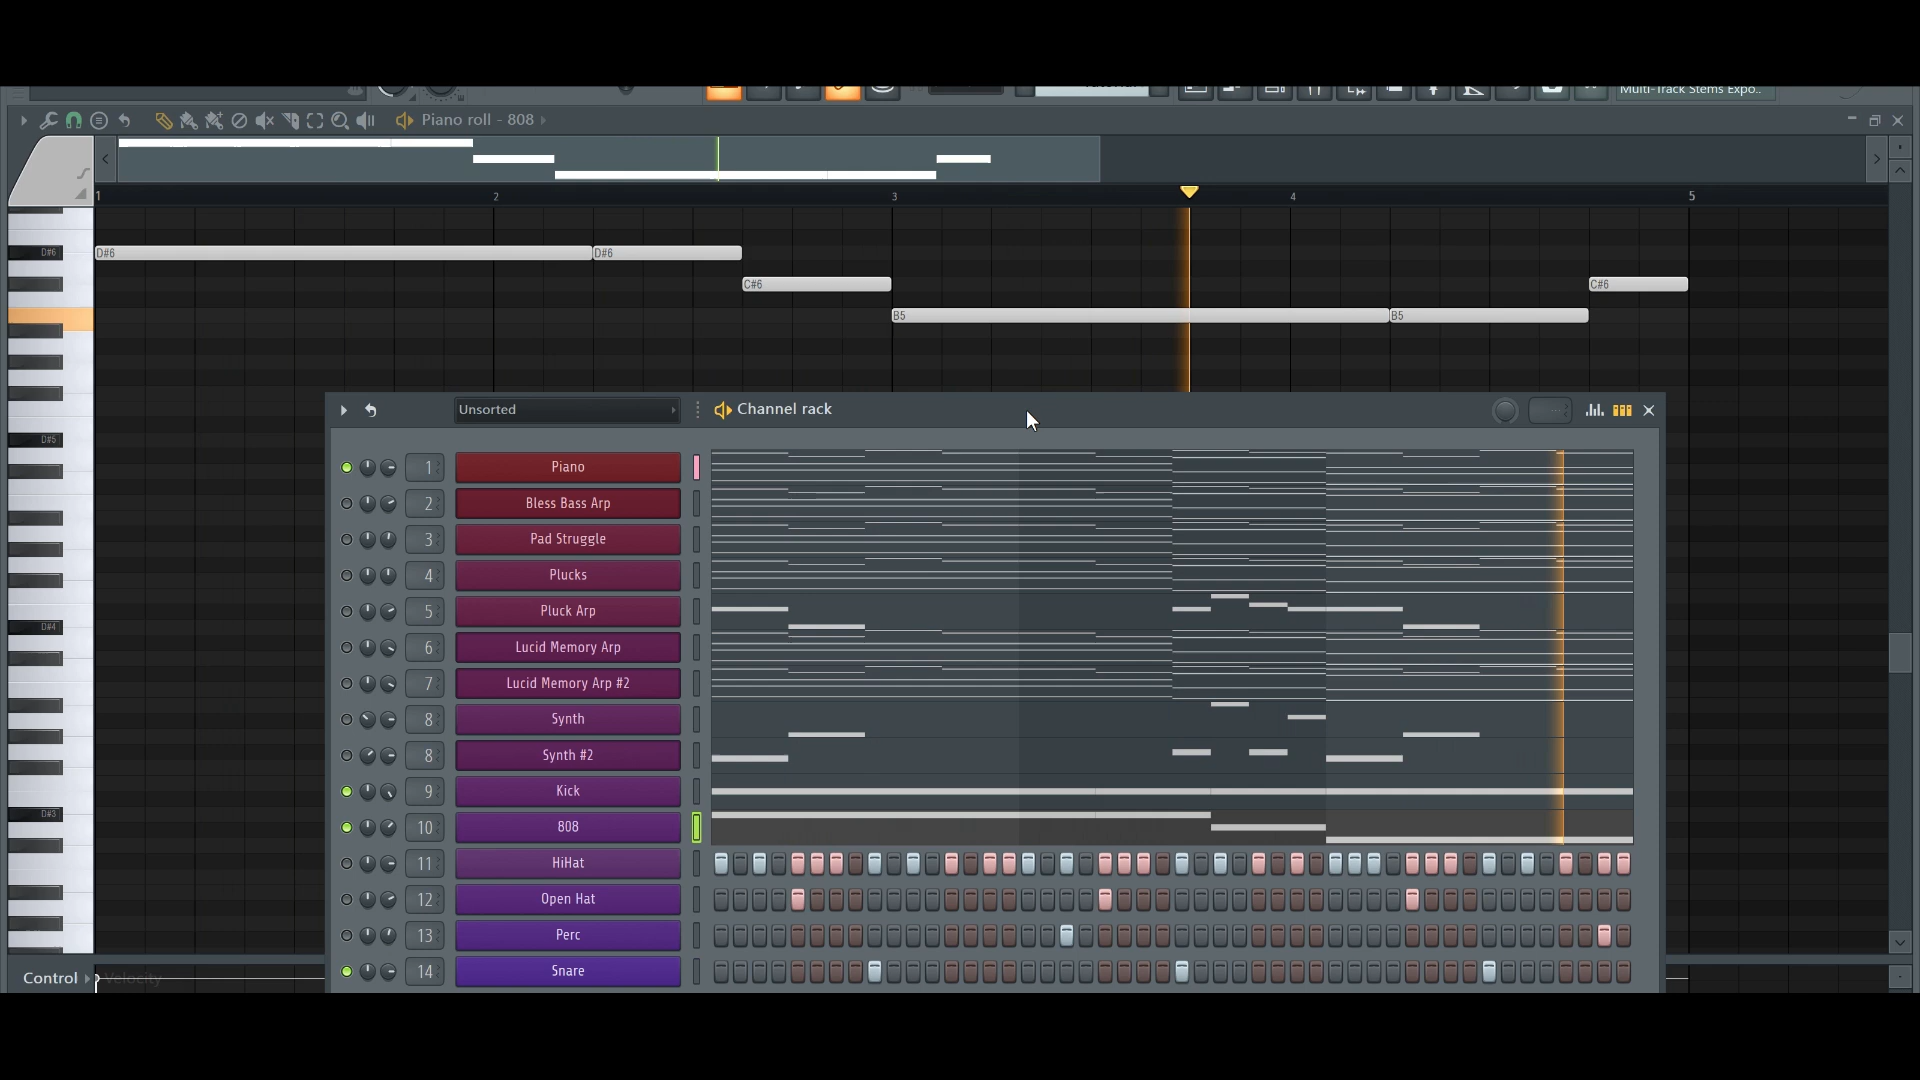 Multi-Track Stems Expo..
Piano roll - 808
1 2 3 4 5
D#6 D#6 D#6
C#6 C#6
B5 B5
Unsorted Channel rack
D#5
1 Piano
2 Bless Bass Arp
3 Pad Struggle
4 Plucks
5 Pluck Arp
D#4
6 Lucid Memory Arp
7 Lucid Memory Arp #2
8 Synth
8 Synth #2
9 Kick
D#3
10 808
11 HiHat
12 Open Hat
13 Perc
14 Snare
Control Velocity